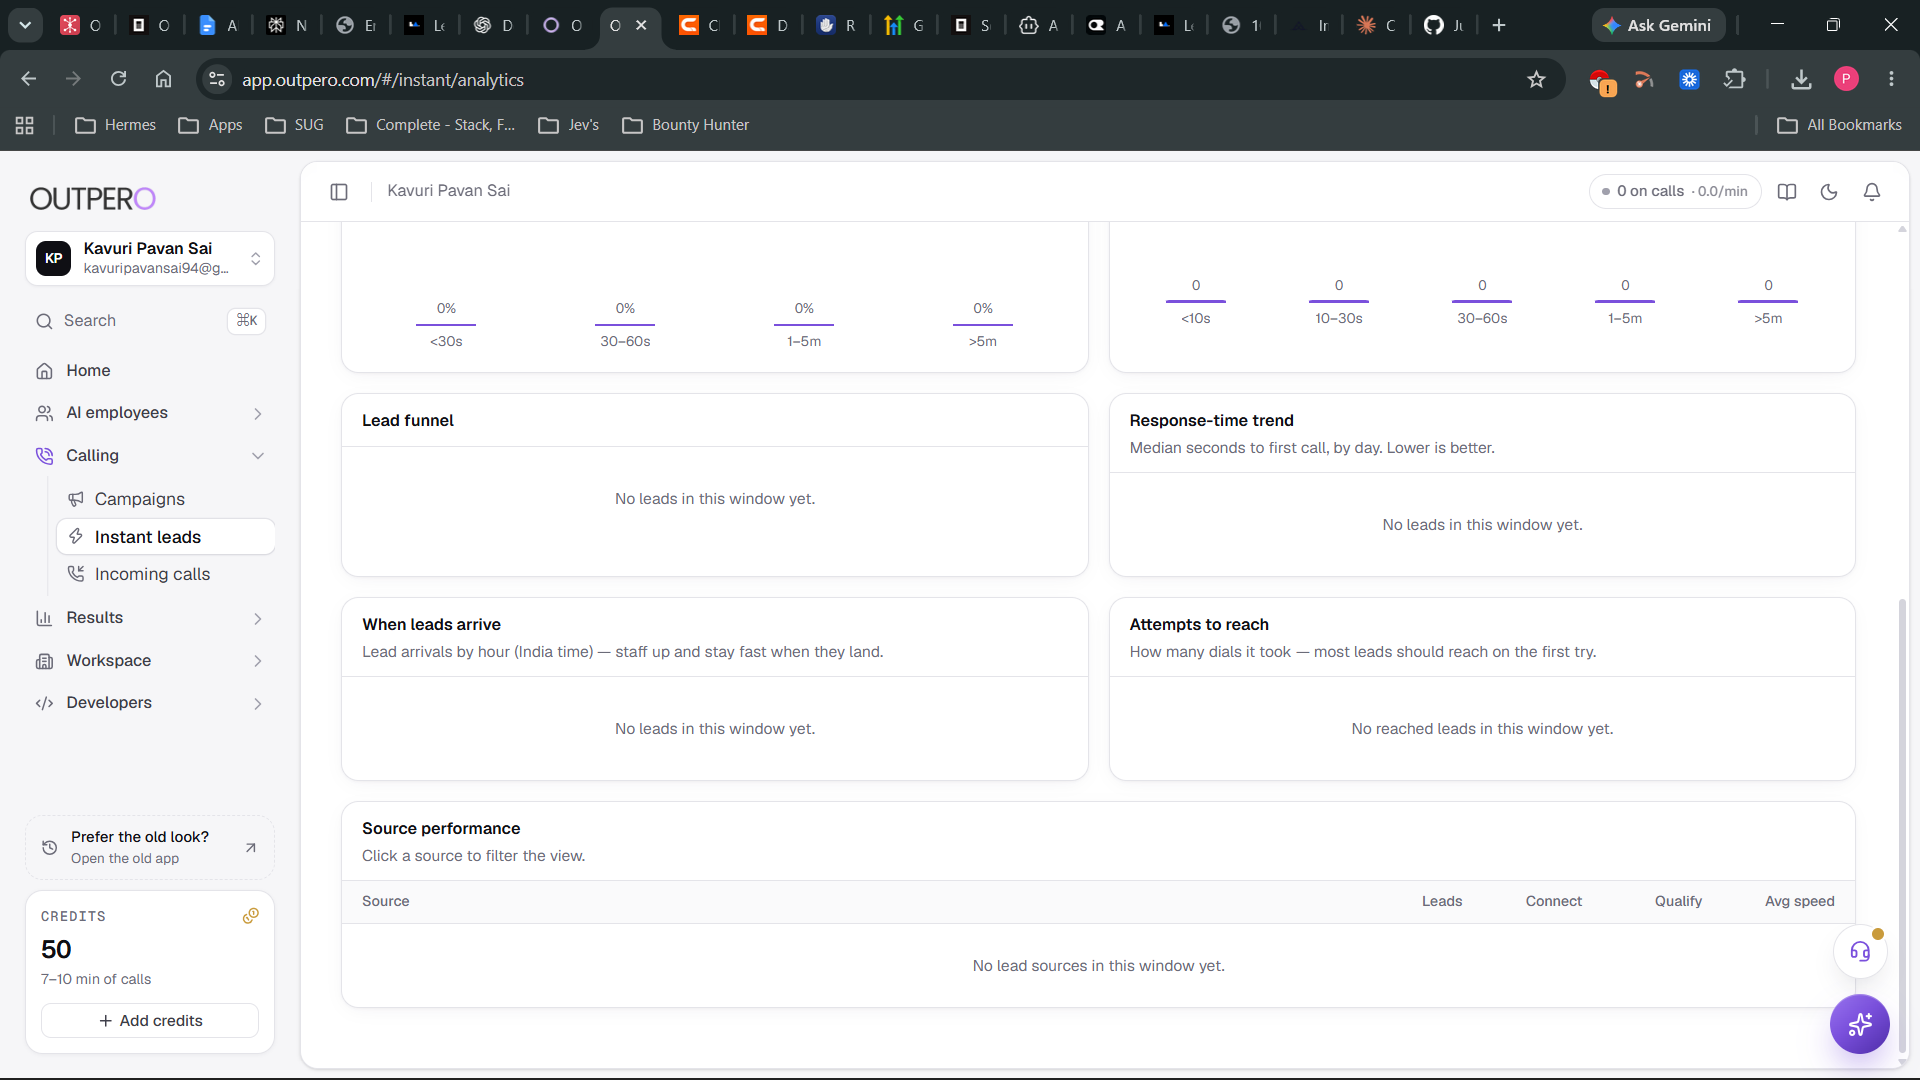 O
O
A
N
Er
Le
D
O
O
C
D
R
G
S
A
A
Le
1
Ir
C
Ju
Ask Gemini
app.outpero.com/#/instant/analytics
P
Hermes
Apps
SUG
Complete - Stack, F...
Jev's
Bounty Hunter
All Bookmarks
OUTPERO
KP
Kavuri Pavan Sai
kavuripavansai94@g...
Search
⌘K
Home
AI employees
Calling
Campaigns
Instant leads
Incoming calls
Results
Workspace
Developers
Prefer the old look?
Open the old app
CREDITS
50
7–10 min of calls
+ Add credits
Kavuri Pavan Sai
0 on calls · 0.0/min
0% 0% 0% 0%
<30s 30–60s 1–5m >5m
0 0 0 0 0
<10s 10–30s 30–60s 1–5m >5m
Lead funnel
No leads in this window yet.
Response-time trend
Median seconds to first call, by day. Lower is better.
No leads in this window yet.
When leads arrive
Lead arrivals by hour (India time) — staff up and stay fast when they land.
No leads in this window yet.
Attempts to reach
How many dials it took — most leads should reach on the first try.
No reached leads in this window yet.
Source performance
Click a source to filter the view.
Source Leads Connect Qualify Avg speed
No lead sources in this window yet.